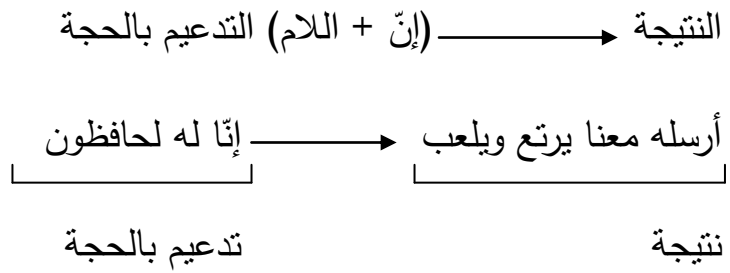 النتيجة ⟶ (إنّ + اللام) التدعيم بالحجة
أرسله معنا يرتع ويلعب ⟶ إنّا له لحافظون
نتيجة تدعيم بالحجة